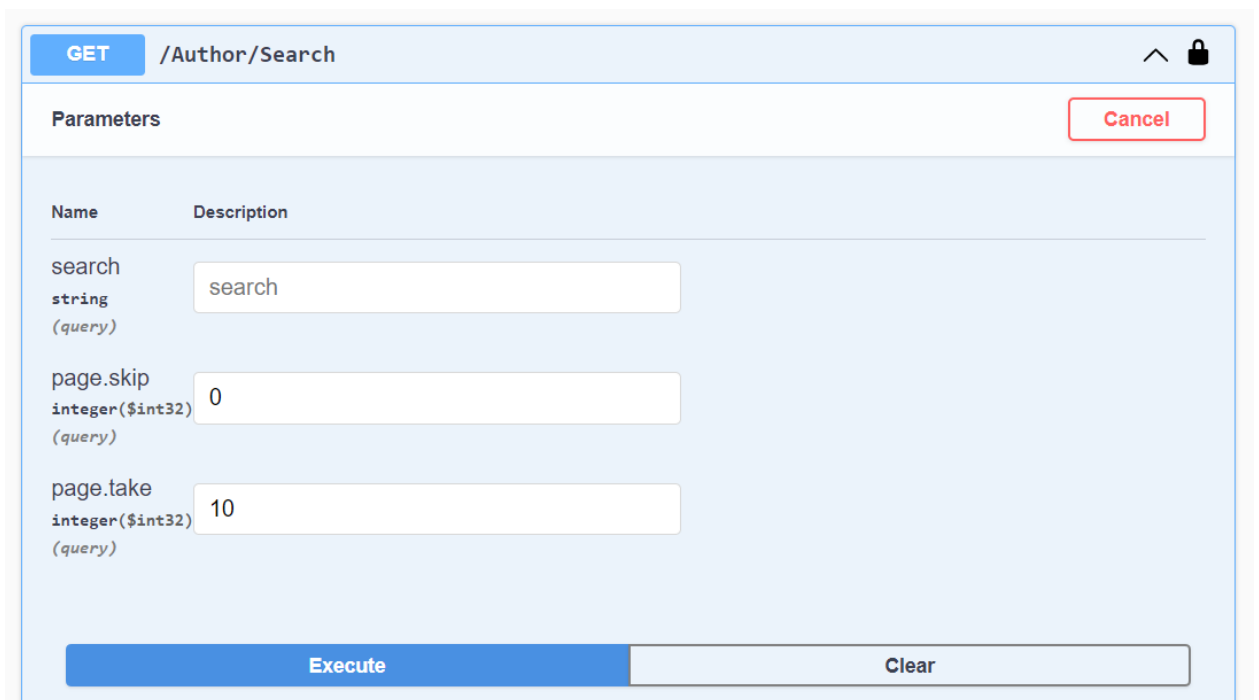 GET /Author/Search
Parameters Cancel
Name Description
search
string
(query)
search
page.skip
integer($int32)
(query)
0
page.take
integer($int32)
(query)
10
Execute Clear